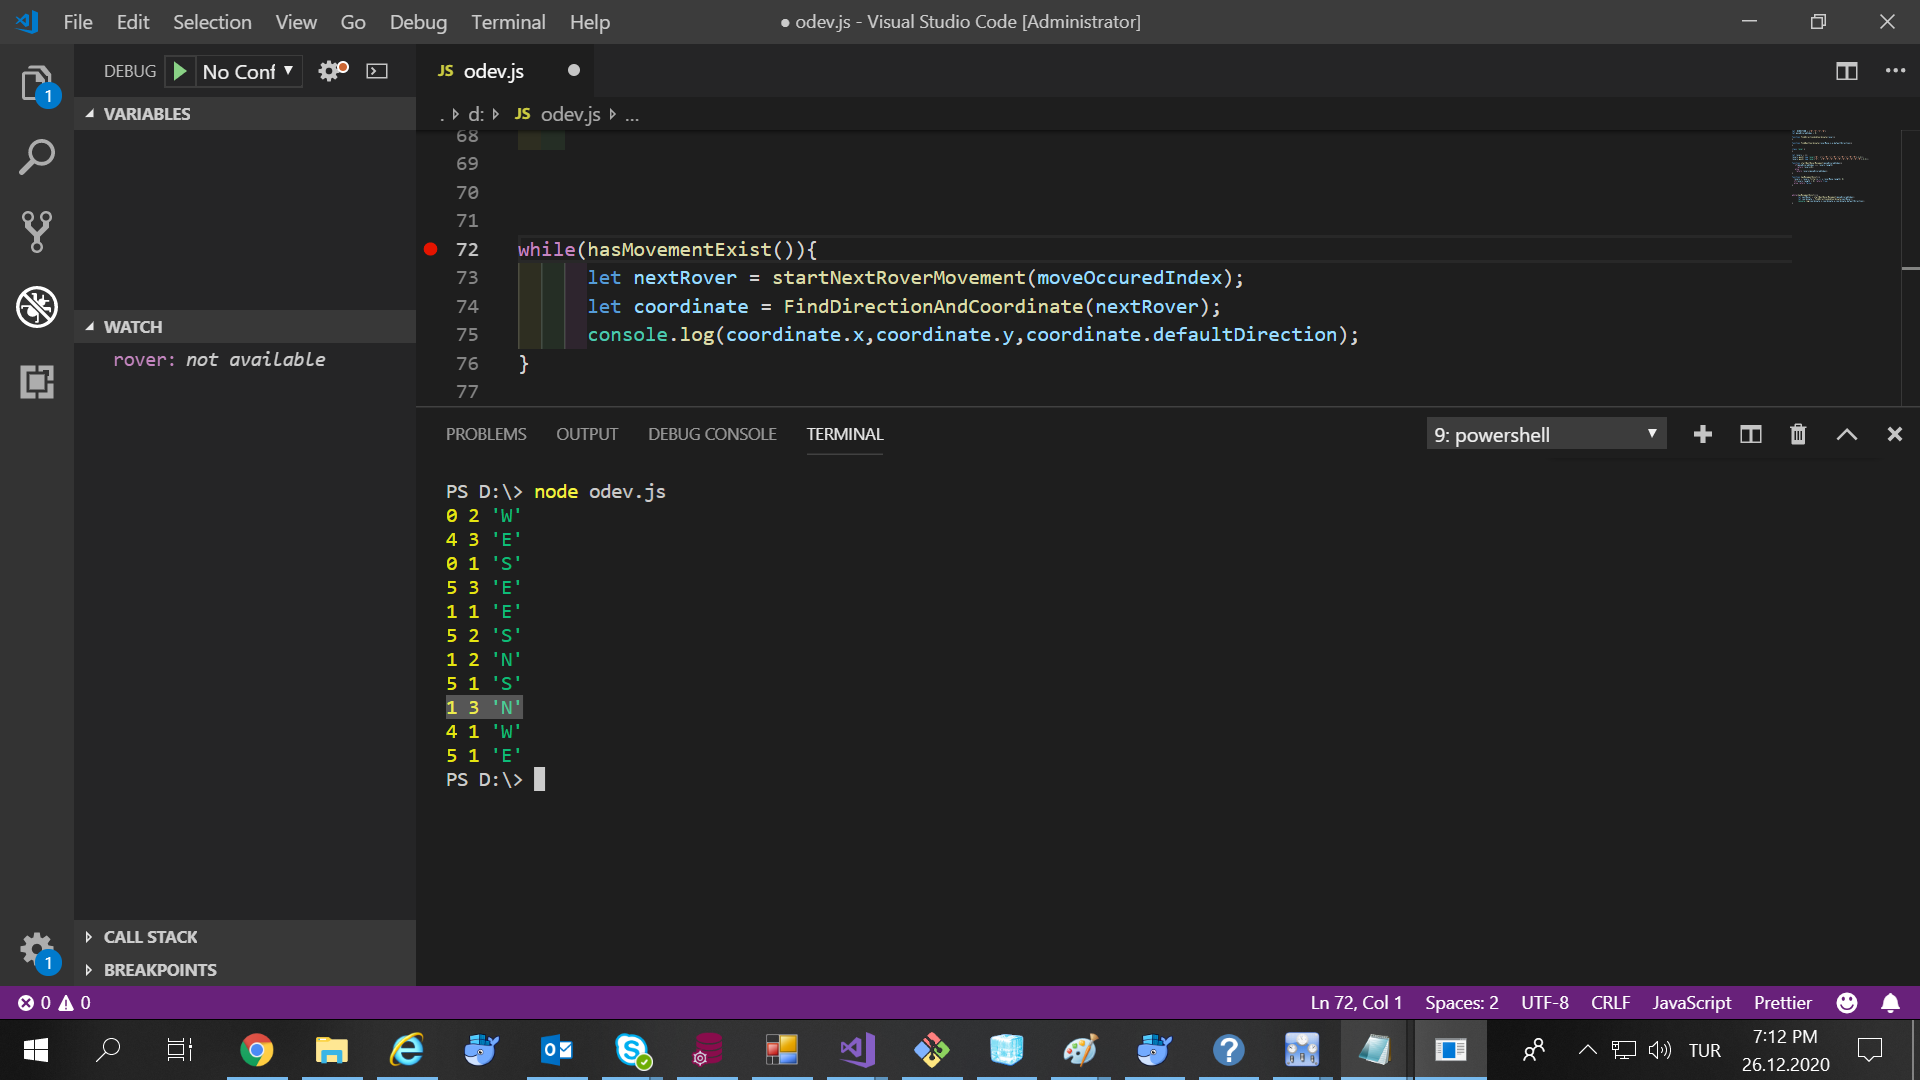 File Edit Selection View Go Debug Terminal Help
● odev.js - Visual Studio Code [Administrator]
DEBUG No Conf
JS odev.js
1
VARIABLES
. d: JS odev.js ...
68
69
70
71
72 while(hasMovementExist()){
73 let nextRover = startNextRoverMovement(moveOccuredIndex);
74 let coordinate = FindDirectionAndCoordinate(nextRover);
75 console.log(coordinate.x,coordinate.y,coordinate.defaultDirection);
76 }
77
WATCH
rover: not available
PROBLEMS OUTPUT DEBUG CONSOLE TERMINAL
9: powershell
PS D:\> node odev.js
0 2 'W'
4 3 'E'
0 1 'S'
5 3 'E'
1 1 'E'
5 2 'S'
1 2 'N'
5 1 'S'
1 3 'N'
4 1 'W'
5 1 'E'
PS D:\>
CALL STACK
BREAKPOINTS
1
0 0
Ln 72, Col 1 Spaces: 2 UTF-8 CRLF JavaScript Prettier
TUR
7:12 PM
26.12.2020